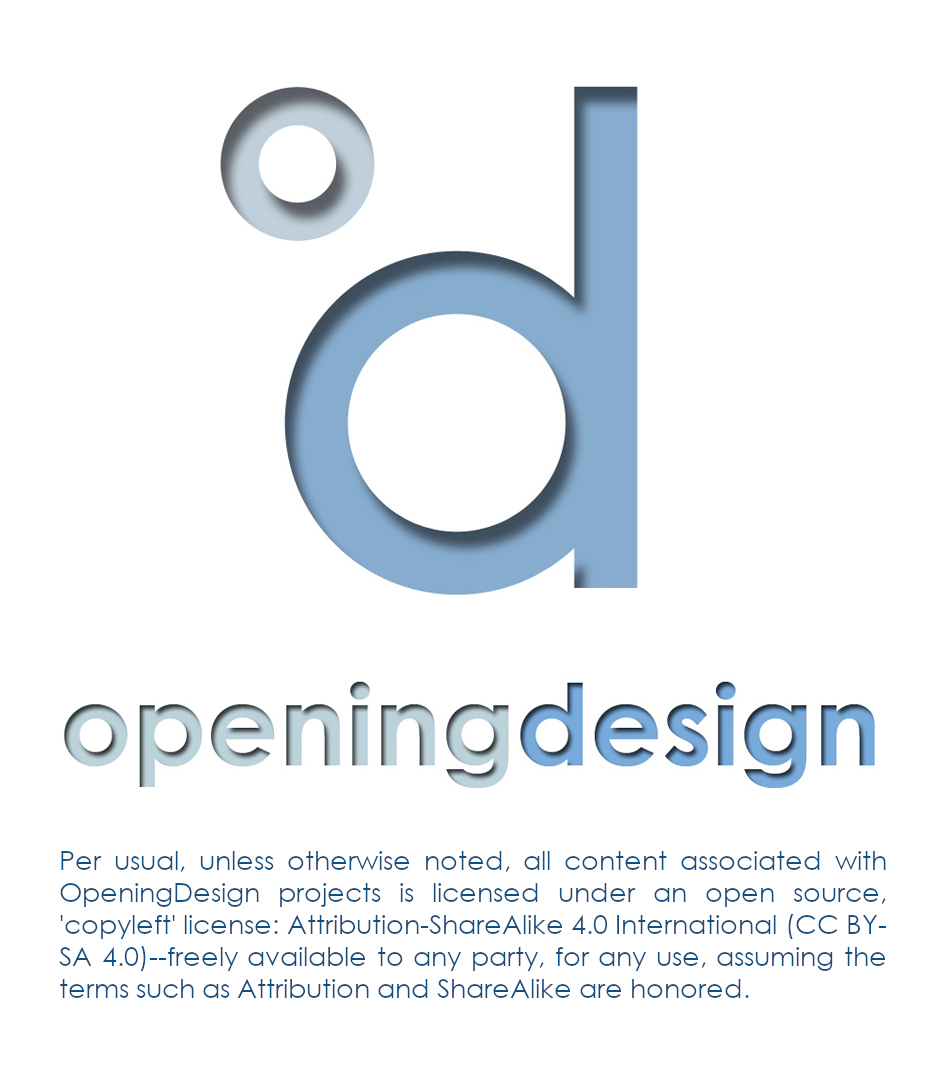 od
openingdesign
Per usual, unless otherwise noted, all content associated with
OpeningDesign projects is licensed under an open source,
'copyleft' license: Attribution-ShareAlike 4.0 International (CC BY-
SA 4.0)--freely available to any party, for any use, assuming the
terms such as Attribution and ShareAlike are honored.